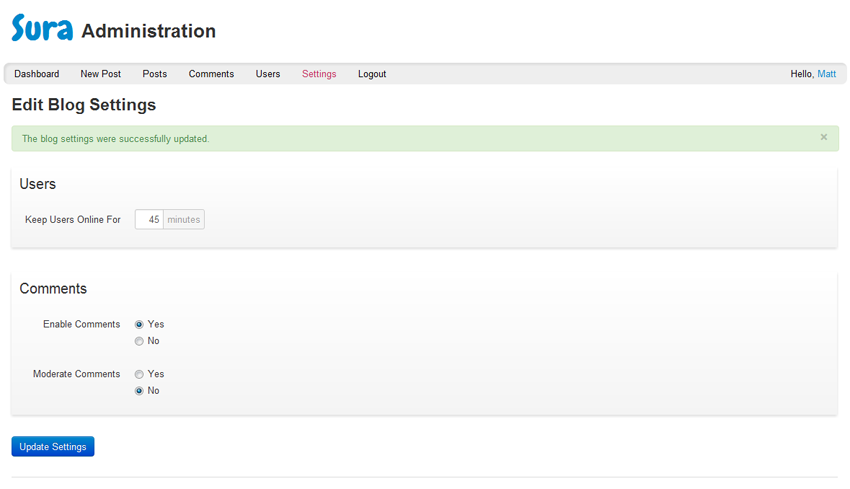 Sura Administration
Dashboard New Post Posts Comments Users Settings Logout Hello, Matt
Edit Blog Settings
The blog settings were successfully updated. ×
Users
Keep Users Online For 45 minutes
Comments
Enable Comments Yes
No
Moderate Comments Yes
No
Update Settings